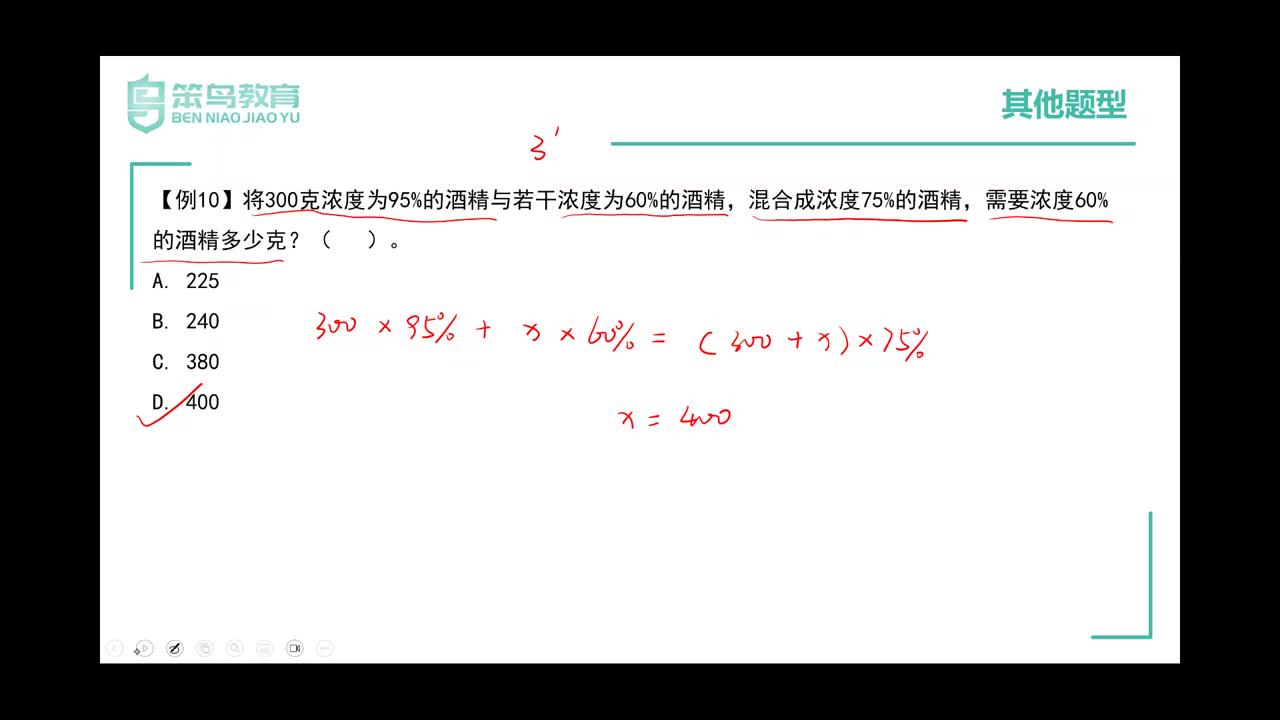 笨鸟教育
BEN NIAO JIAO YU
其他题型
3'
【例10】将300克浓度为95%的酒精与若干浓度为60%的酒精，混合成浓度75%的酒精，需要浓度60%
的酒精多少克？（ ）。
A. 225
B. 240
C. 380
D. 400
300 × 95% + x × 60% = (300 + x) × 75%
x = 400